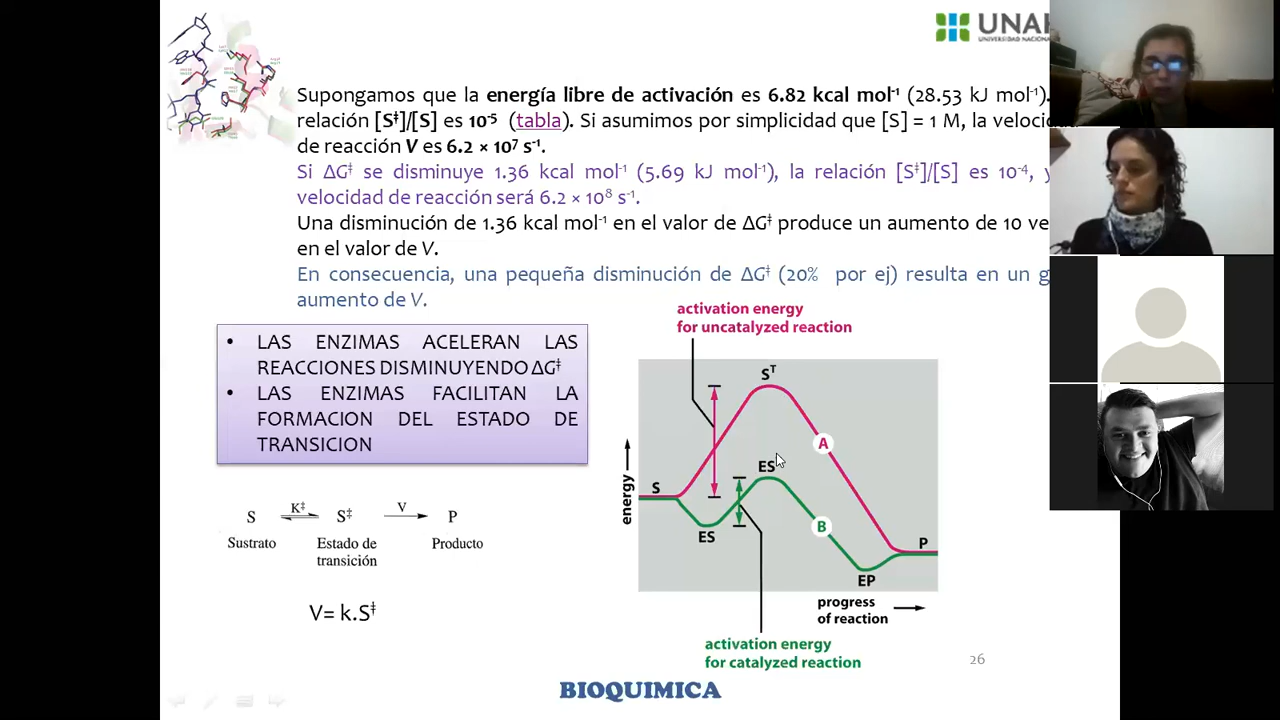 UNA
UNIVERSIDAD NACIONAL
Supongamos que la energía libre de activación es 6.82 kcal mol⁻¹ (28.53 kJ mol⁻¹).
relación [S‡]/[S] es 10⁻⁵ (tabla). Si asumimos por simplicidad que [S] = 1 M, la
de reacción V es 6.2 × 10⁷ s⁻¹.
Si ΔG‡ se disminuye 1.36 kcal mol⁻¹ (5.69 kJ mol⁻¹), la relación [S‡]/[S] es 10⁻⁴,
velocidad de reacción será 6.2 × 10⁸ s⁻¹.
Una disminución de 1.36 kcal mol⁻¹ en el valor de ΔG‡ produce un aumento de 10
en el valor de V.
En consecuencia, una pequeña disminución de ΔG‡ (20% por ej) resulta en un
aumento de V.
• LAS ENZIMAS ACELERAN LAS
REACCIONES DISMINUYENDO ΔG‡
• LAS ENZIMAS FACILITAN LA
FORMACION DEL ESTADO DE
TRANSICION
S K‡ S‡ V P
Sustrato Estado de transición Producto
V= k.S‡
activation energy
for uncatalyzed reaction
Sᵀ
A
ES
S
B
ES
P
EP
energy
progress
of reaction
activation energy
for catalyzed reaction
26
BIOQUIMICA